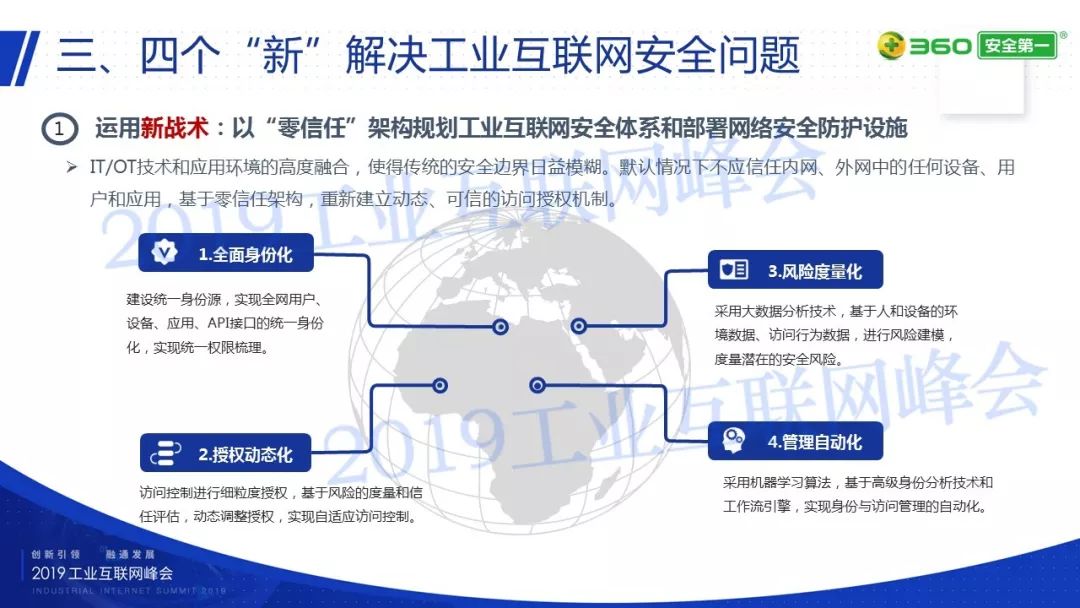 三、四个“新”解决工业互联网安全问题
360 安全第一®
1 运用新战术：以“零信任”架构规划工业互联网安全体系和部署网络安全防护设施
IT/OT技术和应用环境的高度融合，使得传统的安全边界日益模糊。默认情况下不应信任内网、外网中的任何设备、用
户和应用，基于零信任架构，重新建立动态、可信的访问授权机制。
2019工业互联网峰会
1.全面身份化
建设统一身份源，实现全网用户、
设备、应用、API接口的统一身份
化，实现统一权限梳理。
3.风险度量化
采用大数据分析技术，基于人和设备的环
境数据、访问行为数据，进行风险建模，
度量潜在的安全风险。
2019工业互联网峰会
2.授权动态化
访问控制进行细粒度授权，基于风险的度量和信
任评估，动态调整授权，实现自适应访问控制。
4.管理自动化
采用机器学习算法，基于高级身份分析技术和
工作流引擎，实现身份与访问管理的自动化。
创新引领 融通发展
2019 工业互联网峰会
INDUSTRIAL INTERNET SUMMIT 2019